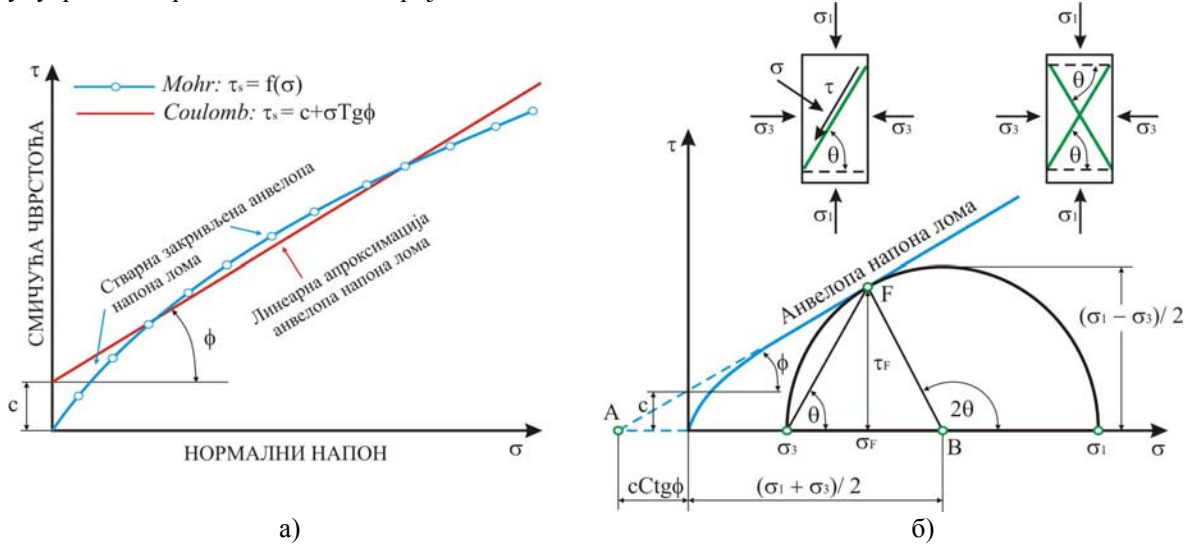 τ
Mohr: τs = f(σ)
Coulomb: τs = c+σTgϕ
СМИЧУЋА ЧВРСТОЋА
Стварна закривљена анвелопа
напона лома
Линеарна апроксимација
анвелопа напона лома
ϕ
c
НОРМАЛНИ НАПОН
σ
а)
σ1
σ1
σ
τ
θ
σ3
σ3
θ
θ
σ3
σ3
σ1
σ1
τ
Анвелопа напона лома
F
(σ1 − σ3)/ 2
ϕ
τF
c
A
θ
2θ
σ3
σF
B
σ1
σ
cCtgϕ
(σ1 + σ3)/ 2
б)